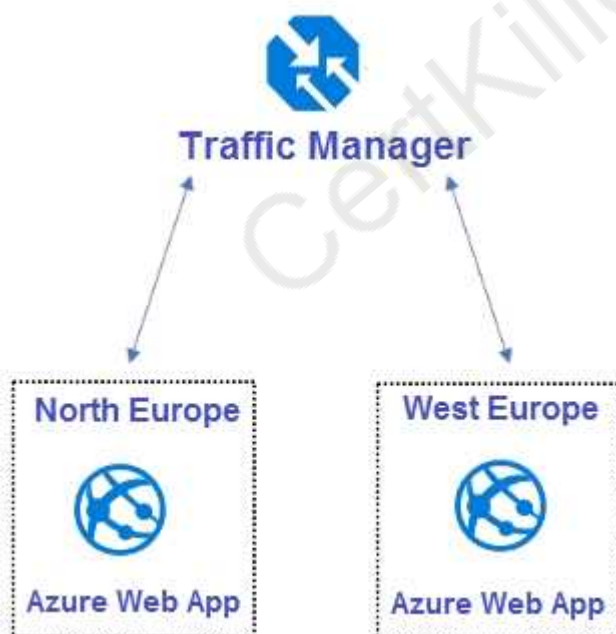 Traffic Manager
North Europe
Azure Web App
West Europe
Azure Web App